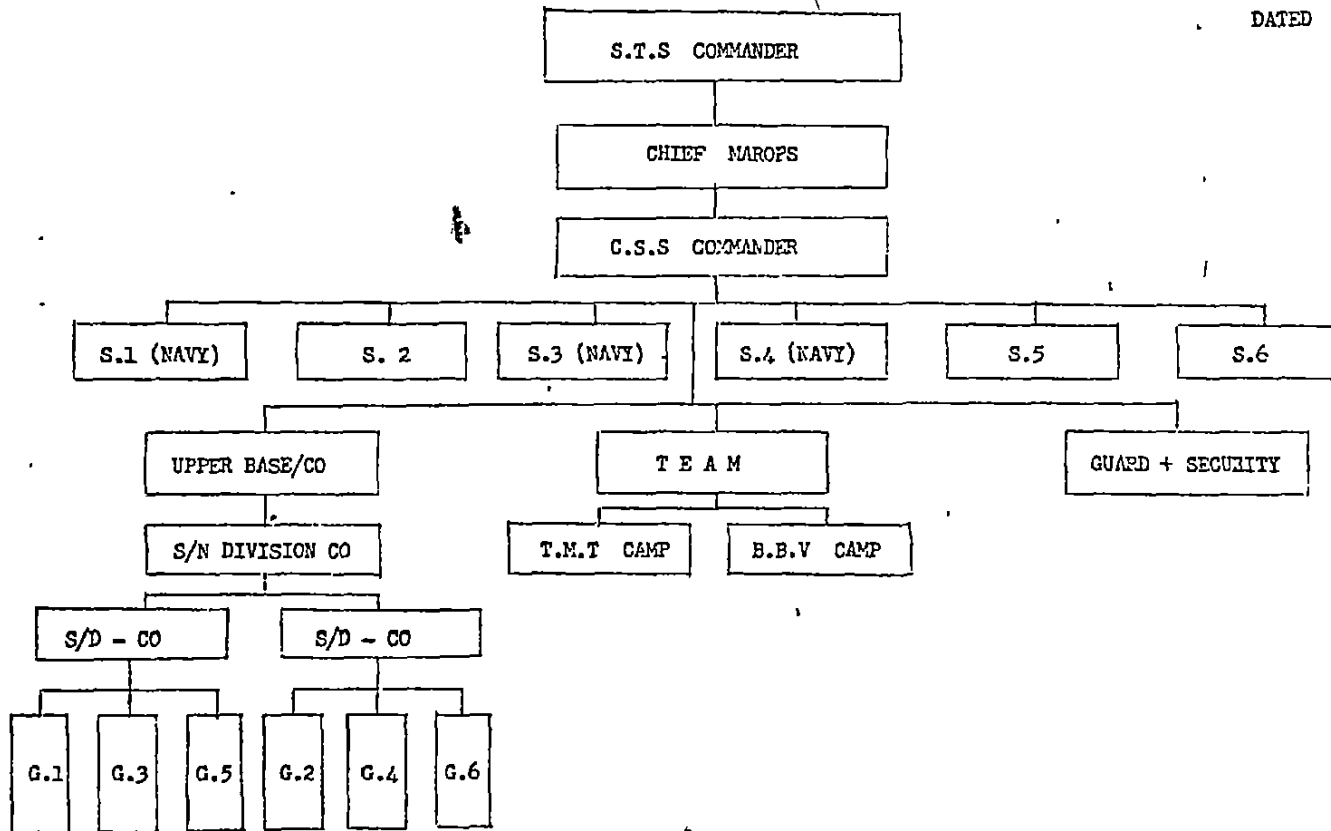 DATED
S.T.S COMMANDER
CHIEF MAROPS
C.S.S COMMANDER
S.1 (NAVY)
S. 2
S.3 (NAVY)
S.4 (NAVY)
S.5
S.6
UPPER BASE/CO
T E A M
GUARD + SECURITY
S/N DIVISION CO
T.M.T CAMP
B.B.V CAMP
S/D - CO
S/D - CO
G.1
G.3
G.5
G.2
G.4
G.6